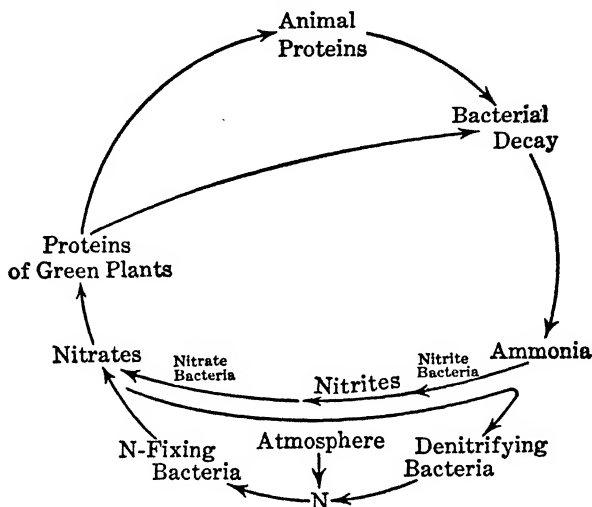 Animal
Proteins
Bacterial
Decay
Proteins
of Green Plants
Nitrates
Nitrate
Bacteria
Nitrites
Nitrite
Bacteria
Ammonia
N-Fixing
Bacteria
Atmosphere
N
Denitrifying
Bacteria